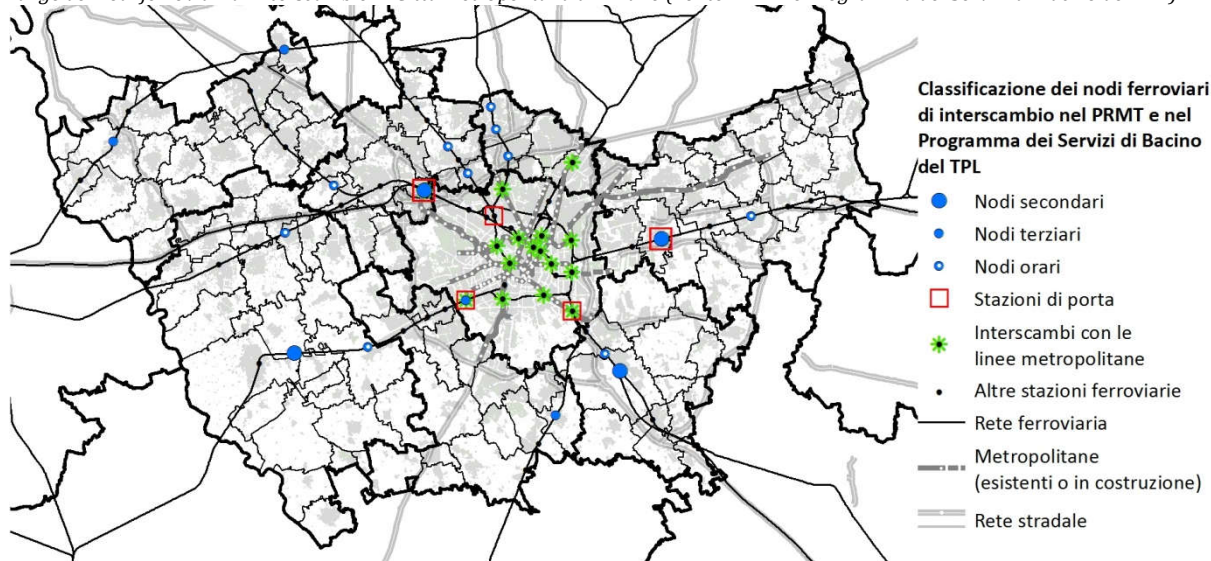 Classificazione dei nodi ferroviari
di interscambio nel PRMT e nel
Programma dei Servizi di Bacino
del TPL
Nodi secondari
Nodi terziari
Nodi orari
Stazioni di porta
Interscambi con le
linee metropolitane
Altre stazioni ferroviarie
Rete ferroviaria
Metropolitane
(esistenti o in costruzione)
Rete stradale